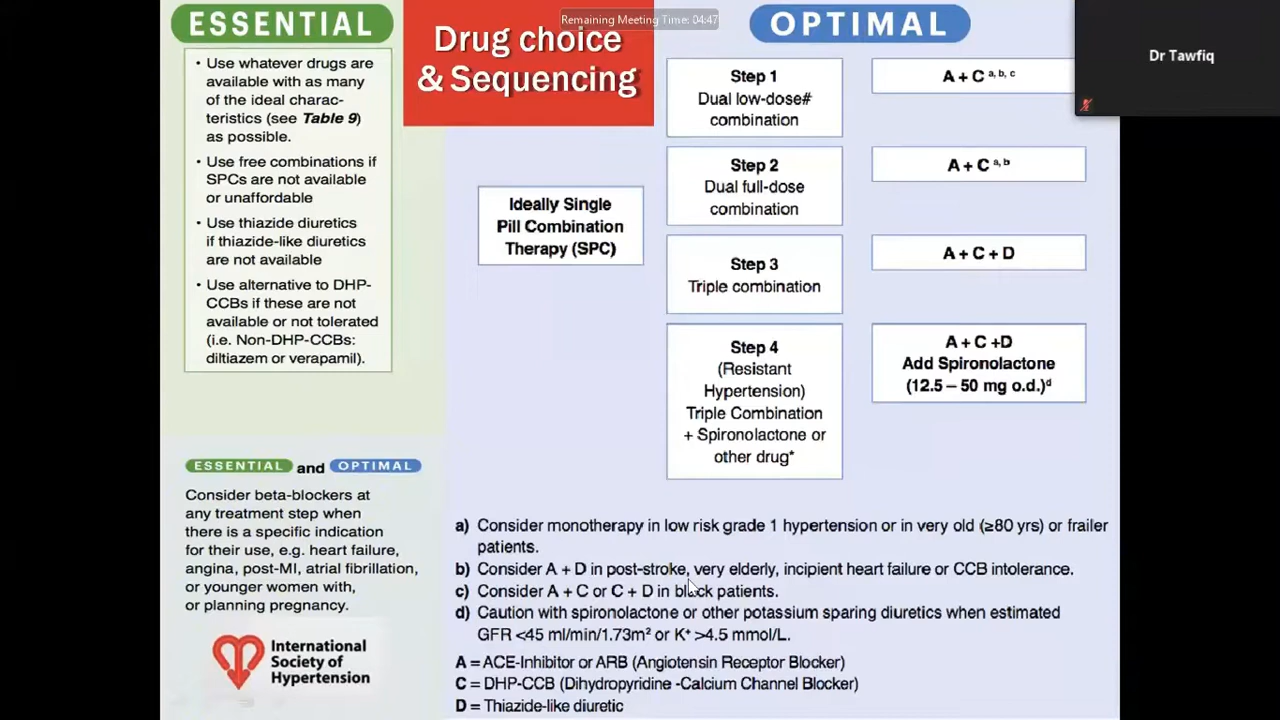 Remaining Meeting Time: 04:47
ESSENTIAL
• Use whatever drugs are
available with as many
of the ideal charac-
teristics (see Table 9)
as possible.
• Use free combinations if
SPCs are not available
or unaffordable
• Use thiazide diuretics
if thiazide-like diuretics
are not available
• Use alternative to DHP-
CCBs if these are not
available or not tolerated
(i.e. Non-DHP-CCBs:
diltiazem or verapamil).
Drug choice
& Sequencing
OPTIMAL
Dr Tawfiq
Ideally Single
Pill Combination
Therapy (SPC)
Step 1
Dual low-dose#
combination
A + C a, b, c
Step 2
Dual full-dose
combination
A + C a, b
Step 3
Triple combination
A + C + D
Step 4
(Resistant
Hypertension)
Triple Combination
+ Spironolactone or
other drug*
A + C +D
Add Spironolactone
(12.5 – 50 mg o.d.)d
ESSENTIAL and OPTIMAL
Consider beta-blockers at
any treatment step when
there is a specific indication
for their use, e.g. heart failure,
angina, post-MI, atrial fibrillation,
or younger women with,
or planning pregnancy.
International
Society of
Hypertension
a) Consider monotherapy in low risk grade 1 hypertension or in very old (≥80 yrs) or frailer
patients.
b) Consider A + D in post-stroke, very elderly, incipient heart failure or CCB intolerance.
c) Consider A + C or C + D in black patients.
d) Caution with spironolactone or other potassium sparing diuretics when estimated
GFR <45 ml/min/1.73m² or K⁺ >4.5 mmol/L.
A = ACE-Inhibitor or ARB (Angiotensin Receptor Blocker)
C = DHP-CCB (Dihydropyridine -Calcium Channel Blocker)
D = Thiazide-like diuretic